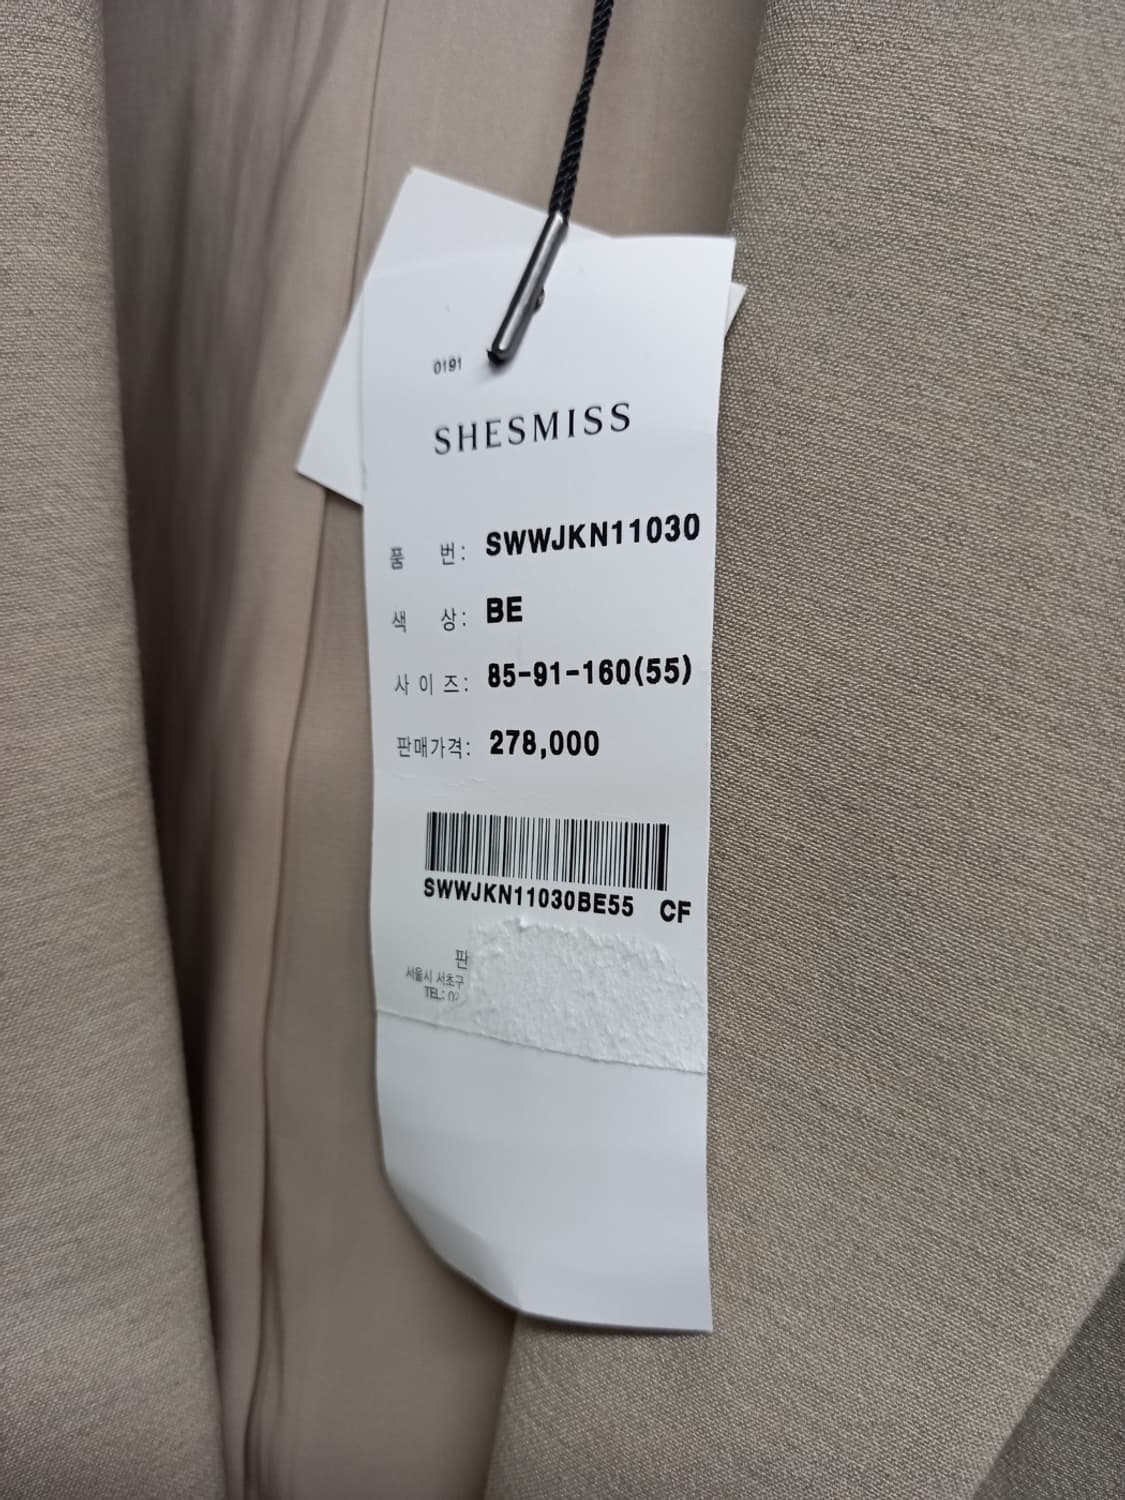 0191
SHESMISS
품 번: SWWJKN11030
색 상: BE
사이즈: 85-91-160(55)
판매가격: 278,000
SWWJKN11030BE55 CF
판
서울시 서초구
TEL: 02